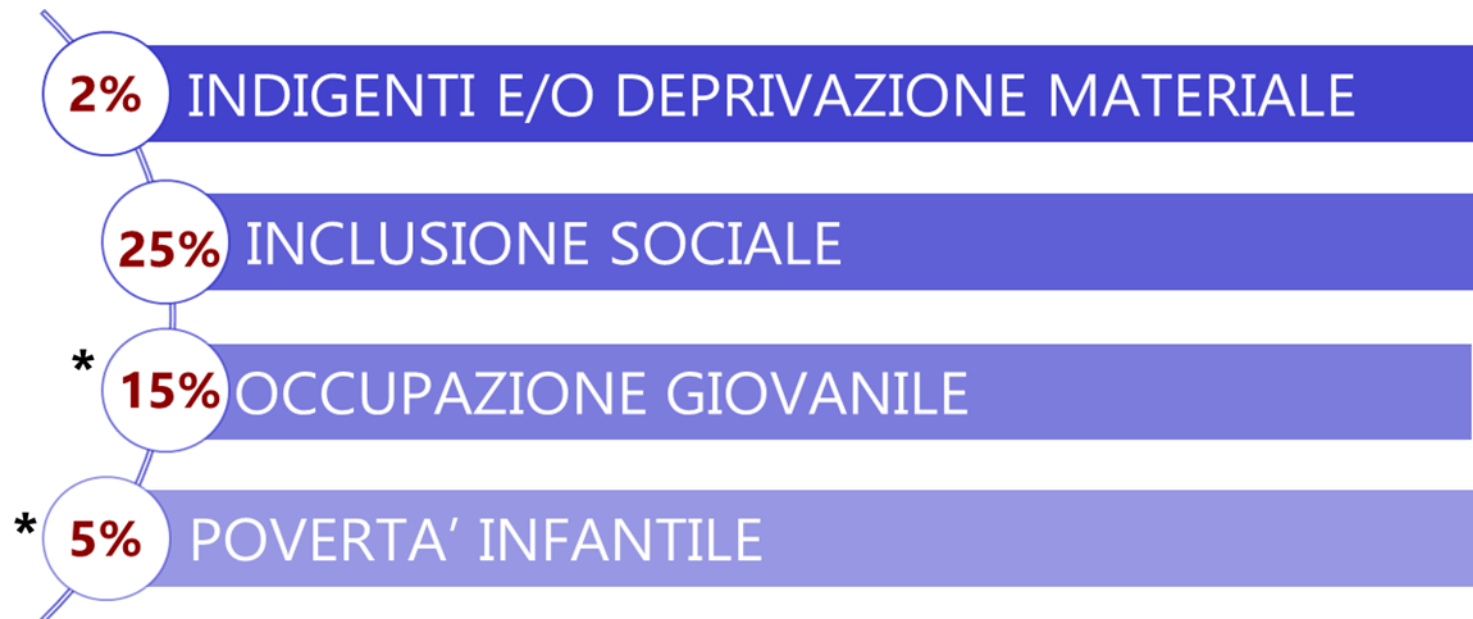 2% INDIGENTI E/O DEPRIVAZIONE MATERIALE
25% INCLUSIONE SOCIALE
* 15% OCCUPAZIONE GIOVANILE
* 5% POVERTA’ INFANTILE